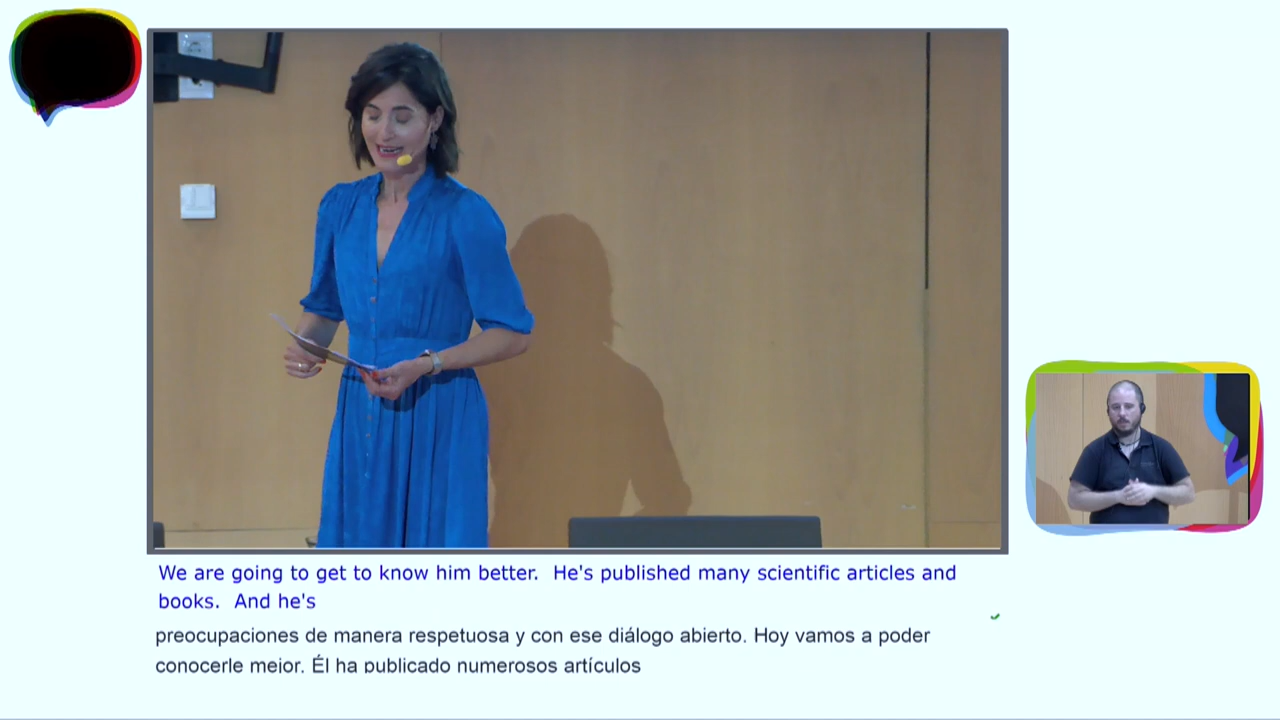 We are going to get to know him better.  He's published many scientific articles and
books.  And he's
preocupaciones de manera respetuosa y con ese diálogo abierto. Hoy vamos a poder
conocerle mejor. Él ha publicado numerosos artículos